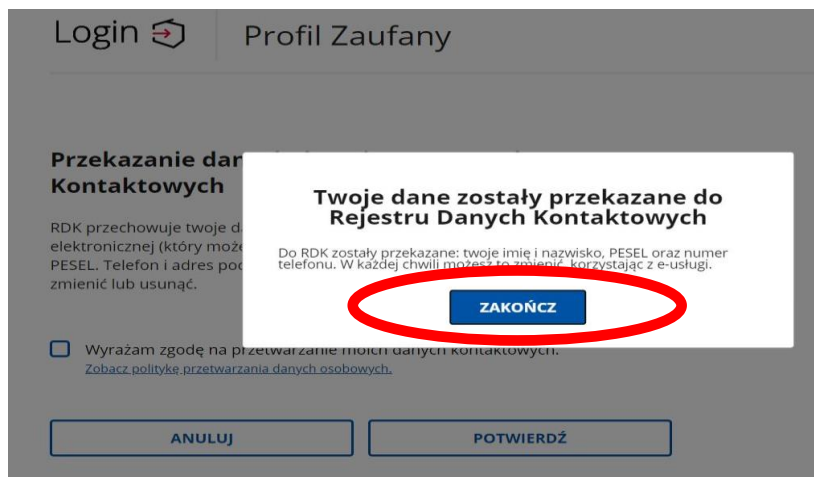 Login
Profil Zaufany
Przekazanie dan
Kontaktowych
RDK przechowuje twoje d
elektronicznej (który może
PESEL. Telefon i adres poc
zmienić lub usunąć.
Twoje dane zostały przekazane do
Rejestru Danych Kontaktowych
Do RDK zostały przekazane: twoje imię i nazwisko, PESEL oraz numer
telefonu. W każdej chwili możesz to zmienić, korzystając z e-usługi.
ZAKOŃCZ
Wyrażam zgodę na przetwarzanie moich danych kontaktowych.
Zobacz politykę przetwarzania danych osobowych.
ANULUJ
POTWIERDŹ